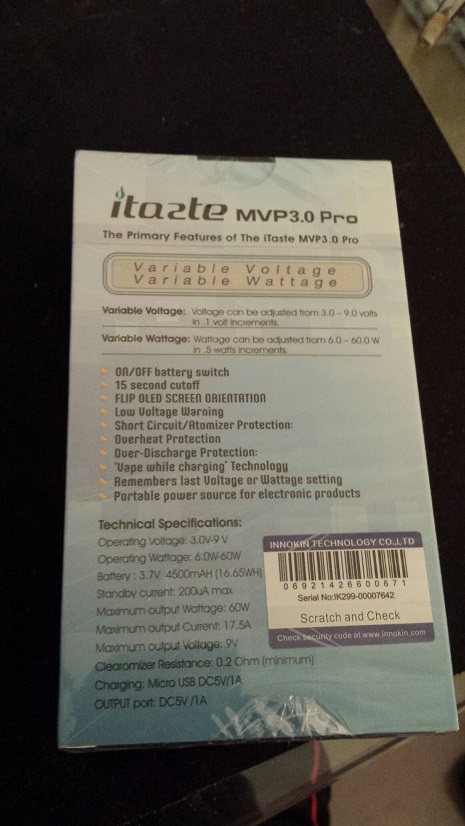 itaste MVP3.0 Pro
The Primary Features of The iTaste MVP3.0 Pro
Variable Voltage
Variable Wattage
Variable Voltage: Voltage can be adjusted from 3.0 - 9.0 volts
in .1 volt increments.
Variable Wattage: Wattage can be adjusted from 6.0 - 60.0 W
in .5 watts increments.
ON/OFF battery switch
15 second cutoff
FLIP OLED SCREEN ORIENTATION
Low Voltage Warning
Short Circuit/Atomizer Protection:
Overheat Protection
Over-Discharge Protection:
'Vape while charging' Technology
Remembers last Voltage or Wattage setting
Portable power source for electronic products
Technical Specifications:
Operating Voltage: 3.0V-9 V
Operating Wattage: 6.0W-60W
Battery : 3.7V 4500mAH (16.65WH)
Standby current: 200uA max
Maximum output Wattage: 60W
Maximum output Current: 17.5A
Maximum output Voltage: 9V
Clearomizer Resistance: 0.2 Ohm (minimum)
Charging: Micro USB DC5V/1A
OUTPUT port: DC5V /1A
INNOKIN TECHNOLOGY CO.,LTD
06921426600671
Serial No:IK299-00007642
Scratch and Check
Check security code at www.innokin.com